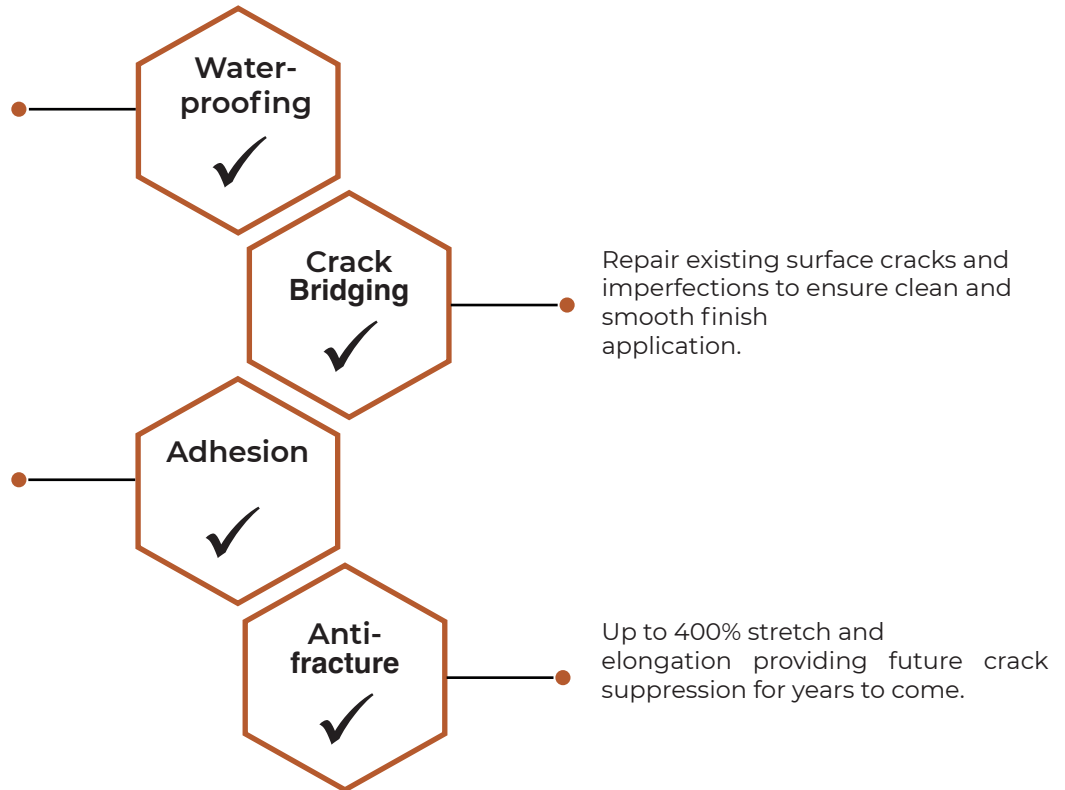 Water-
proofing
Crack
Bridging
Repair existing surface cracks and
imperfections to ensure clean and
smooth finish
application.
Adhesion
Anti-
fracture
Up to 400% stretch and
elongation providing future crack
suppression for years to come.